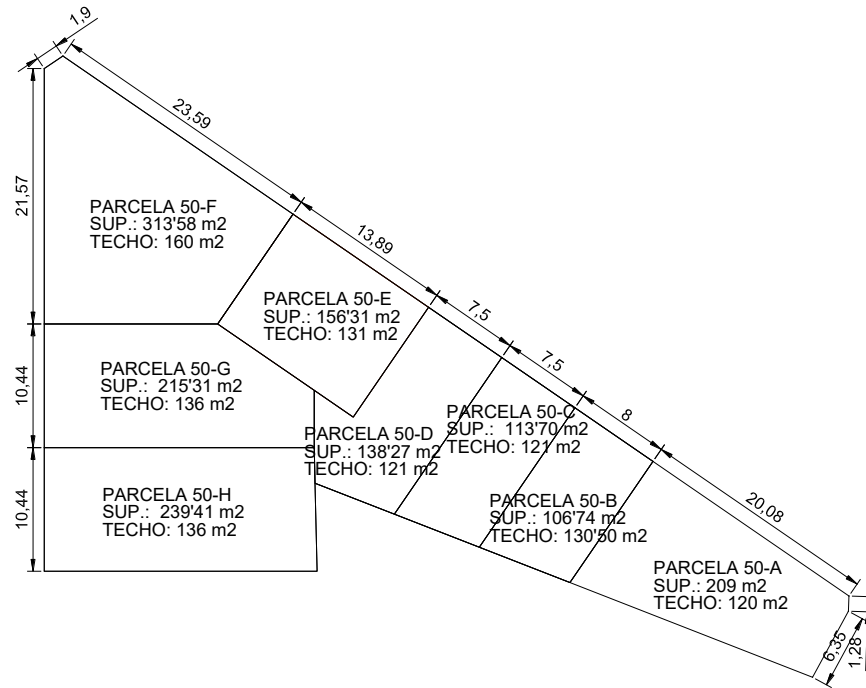 1,9
23,59
21,57
PARCELA 50-F
SUP.: 313'58 m2
TECHO: 160 m2
13,89
PARCELA 50-E
SUP.: 156'31 m2
TECHO: 131 m2
7,5
7,5
8
10,44
PARCELA 50-G
SUP.: 215'31 m2
TECHO: 136 m2
PARCELA 50-C
SUP.: 113'70 m2
TECHO: 121 m2
PARCELA 50-D
SUP.: 138'27 m2
TECHO: 121 m2
20,08
10,44
PARCELA 50-H
SUP.: 239'41 m2
TECHO: 136 m2
PARCELA 50-B
SUP.: 106'74 m2
TECHO: 130'50 m2
PARCELA 50-A
SUP.: 209 m2
TECHO: 120 m2
6,35
1,28